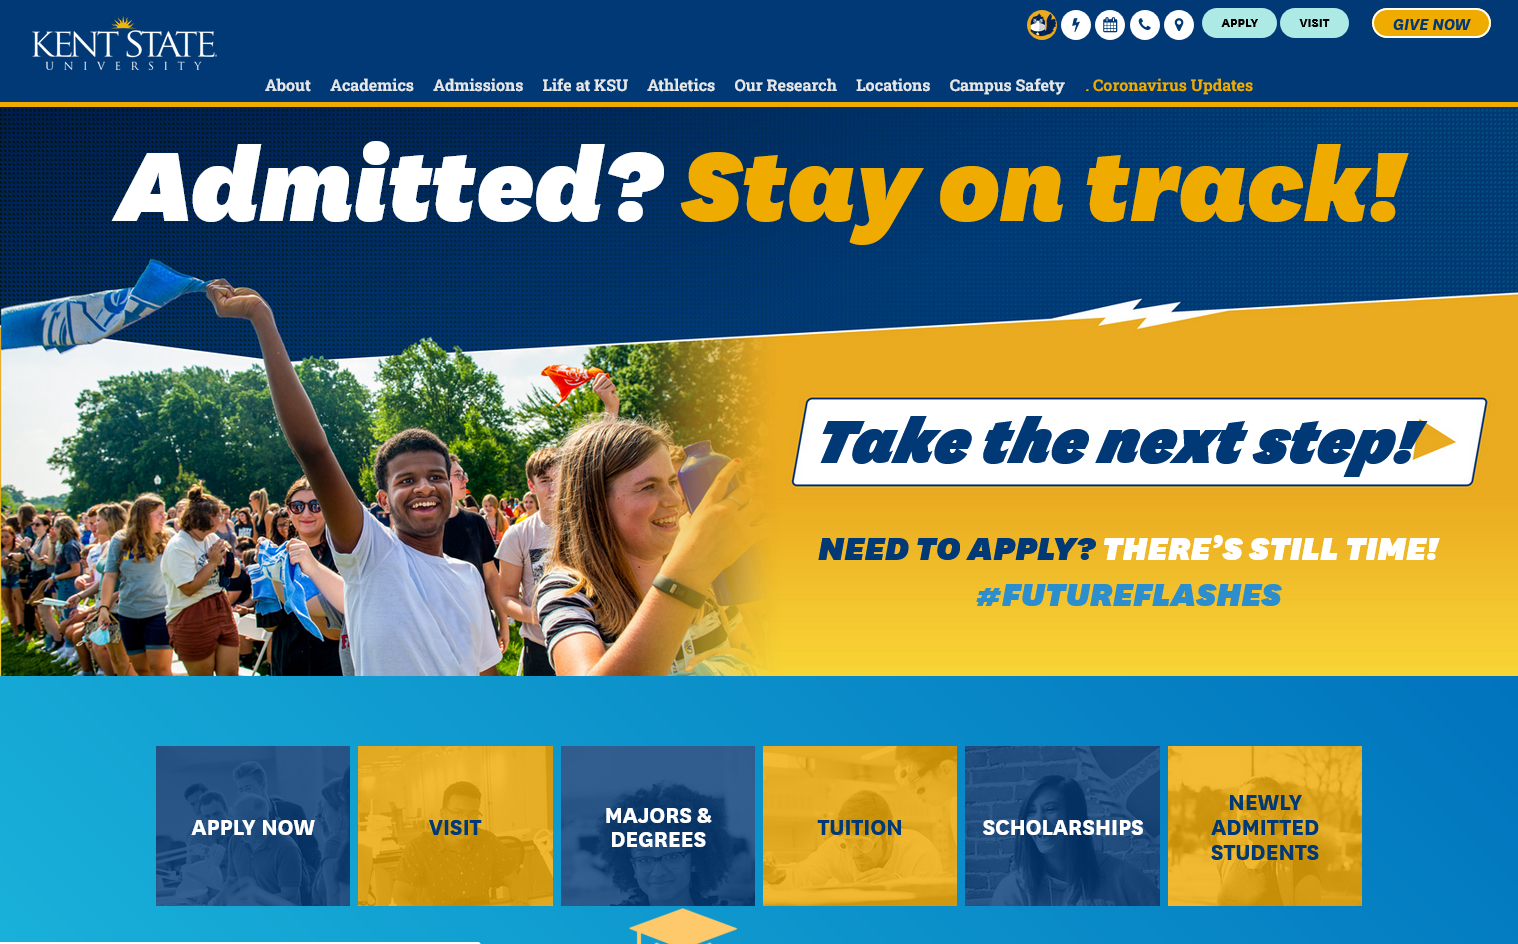 KENT STATE
UNIVERSITY
APPLY
VISIT
GIVE NOW
About
Academics
Admissions
Life at KSU
Athletics
Our Research
Locations
Campus Safety
. Coronavirus Updates
Admitted? Stay on track!
Take the next step!
NEED TO APPLY? THERE'S STILL TIME!
#FUTUREFLASHES
APPLY NOW
VISIT
MAJORS &
DEGREES
TUITION
SCHOLARSHIPS
NEWLY
ADMITTED
STUDENTS